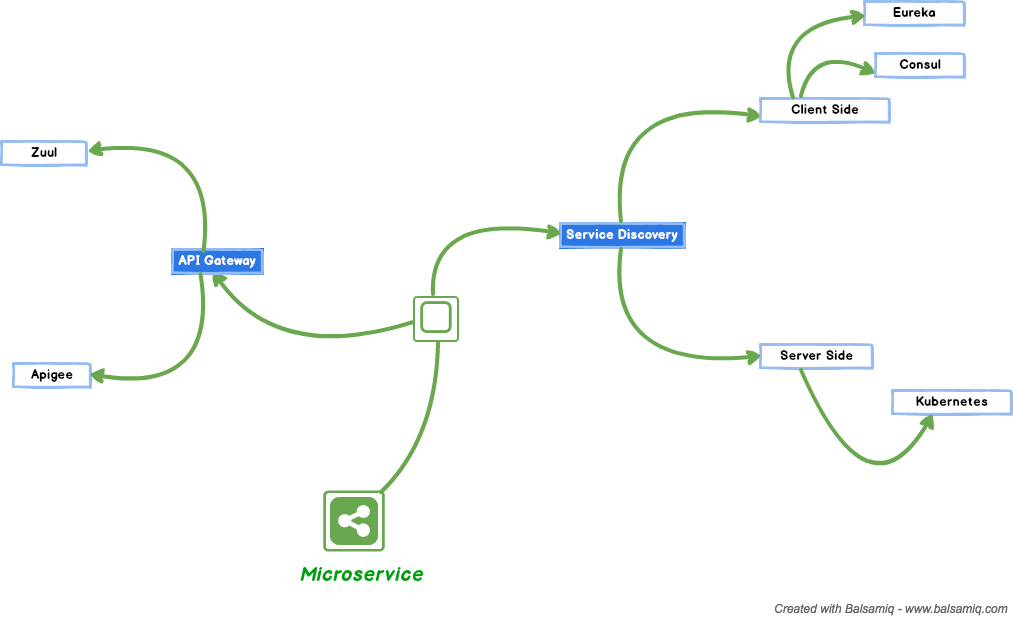 Eureka
Consul
Client Side
Zuul
Service Discovery
API Gateway
Server Side
Apigee
Kubernetes
Microservice
Created with Balsamiq - www.balsamiq.com